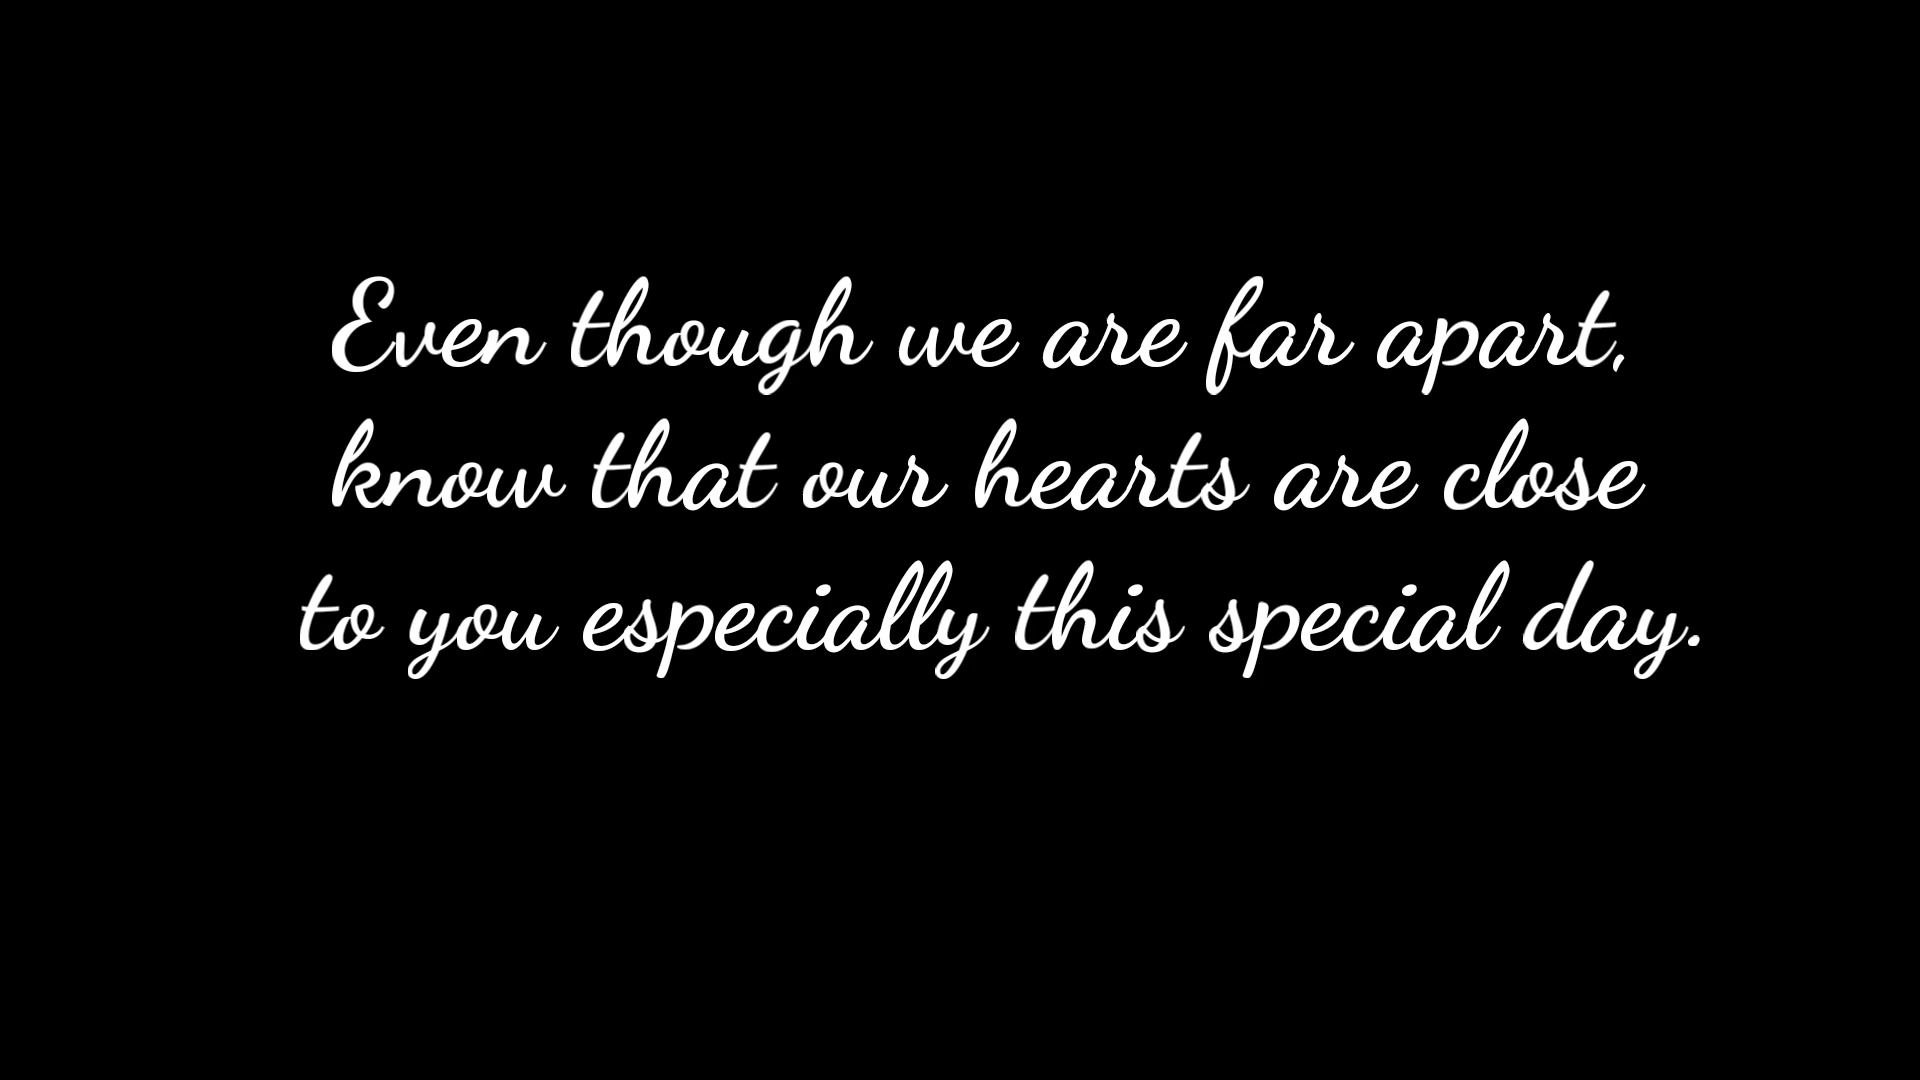 Even though we are far apart,
know that our hearts are close
to you especially this special day.